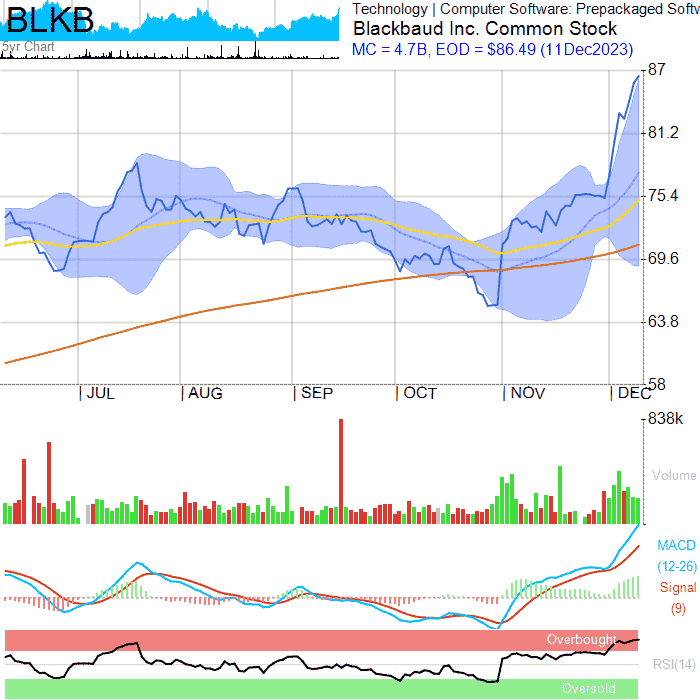 BLKB
5yr Chart
Technology | Computer Software: Prepackaged Softw
Blackbaud Inc. Common Stock
MC = 4.7B, EOD = $86.49 (11Dec2023)
87
81.2
75.4
69.6
63.8
58
| JUL
| AUG
| SEP
| OCT
| NOV
| DEC
838k
Volume
MACD
(12-26)
Signal
(9)
Overbought
RSI(14)
Oversold